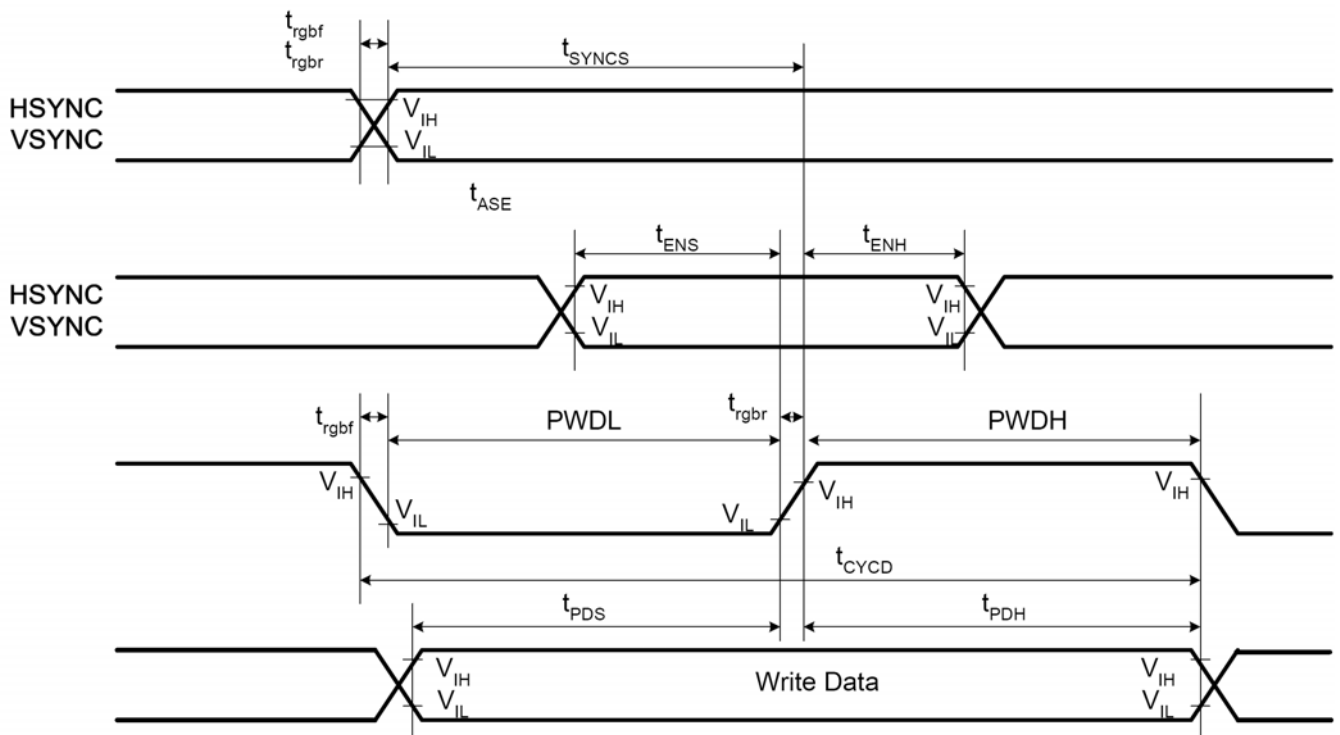 t_rgbf
t_rgbr
t_SYNCS
HSYNC
VSYNC
V_IH
V_IL
t_ASE
t_ENS
t_ENH
HSYNC
VSYNC
V_IH
V_IL
V_IH
V_IL
t_rgbf
PWDL
t_rgbr
PWDH
V_IH
V_IL
V_IL
V_IH
V_IH
t_CYCD
t_PDS
t_PDH
V_IH
V_IL
Write Data
V_IH
V_IL